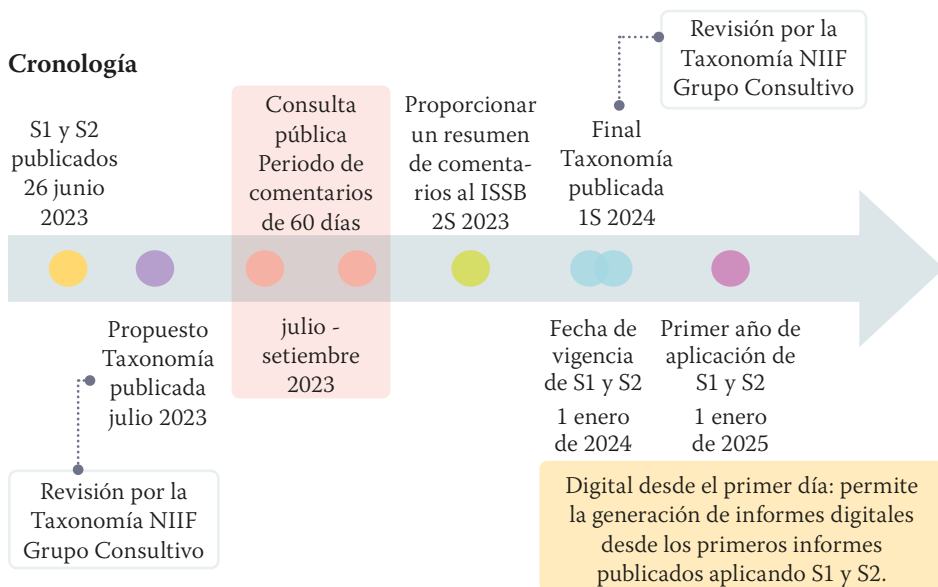 Cronología
S1 y S2
publicados
26 junio
2023
Propuesto
Taxonomía
publicada
julio 2023
Revisión por la
Taxonomía NIIF
Grupo Consultivo
Consulta
pública
Periodo de
comentarios
de 60 días
julio -
setiembre
2023
Proporcionar
un resumen
de comenta-
rios al ISSB
2S 2023
Final
Taxonomía
publicada
1S 2024
Revisión por la
Taxonomía NIIF
Grupo Consultivo
Fecha de
vigencia
de S1 y S2
1 enero
de 2024
Primer año de
aplicación de
S1 y S2
1 enero
de 2025
Digital desde el primer día: permite
la generación de informes digitales
desde los primeros informes
publicados aplicando S1 y S2.